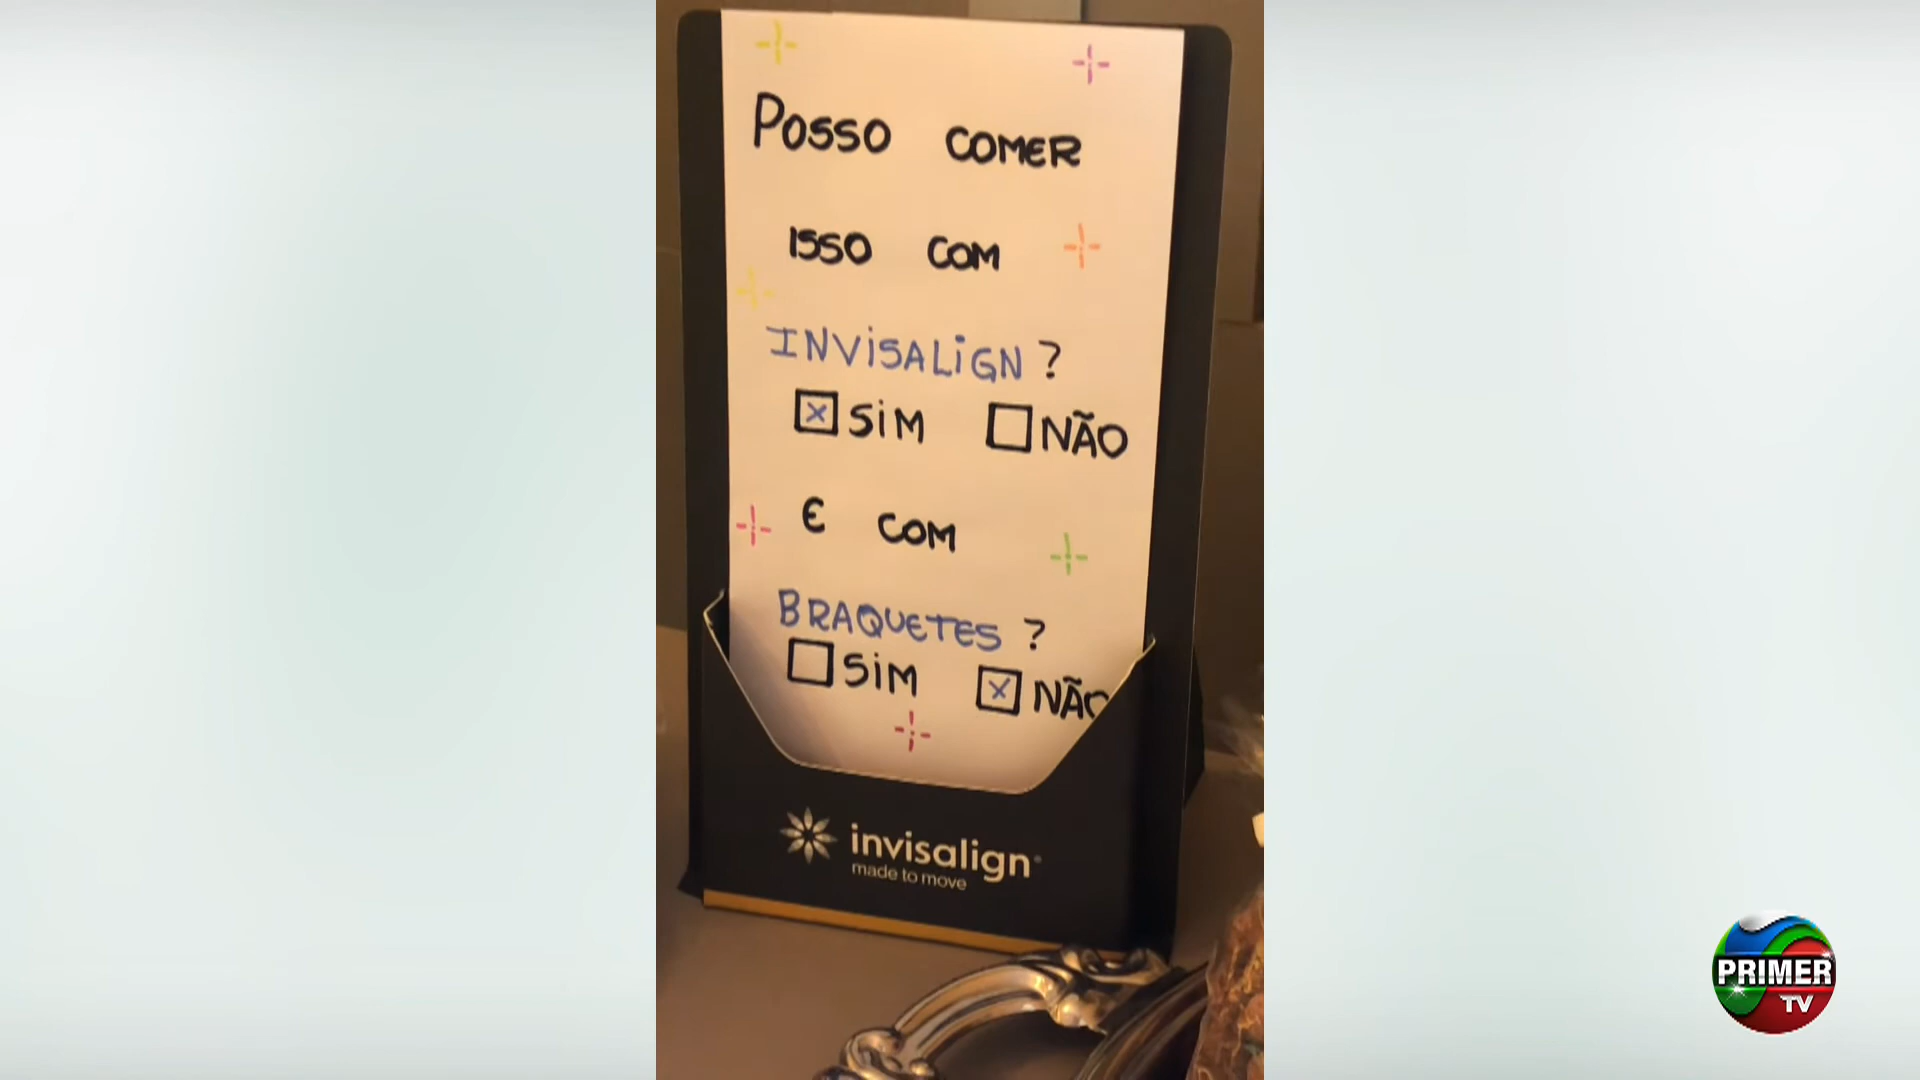 POSSO COMER
ISSO COM
INViSALiGN?
SiM NÃO
E COM
BRAQUETES?
SiM NÃO
invisalign
made to move
PRIMER
TV